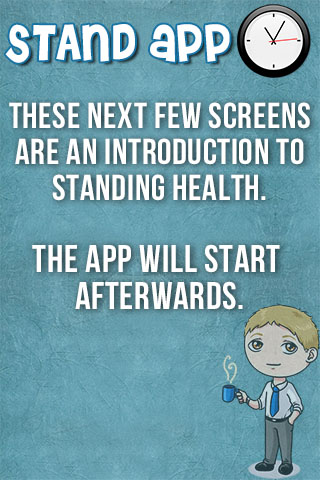 STAND APP
THESE NEXT FEW SCREENS
ARE AN INTRODUCTION TO
STANDING HEALTH.
THE APP WILL START
AFTERWARDS.